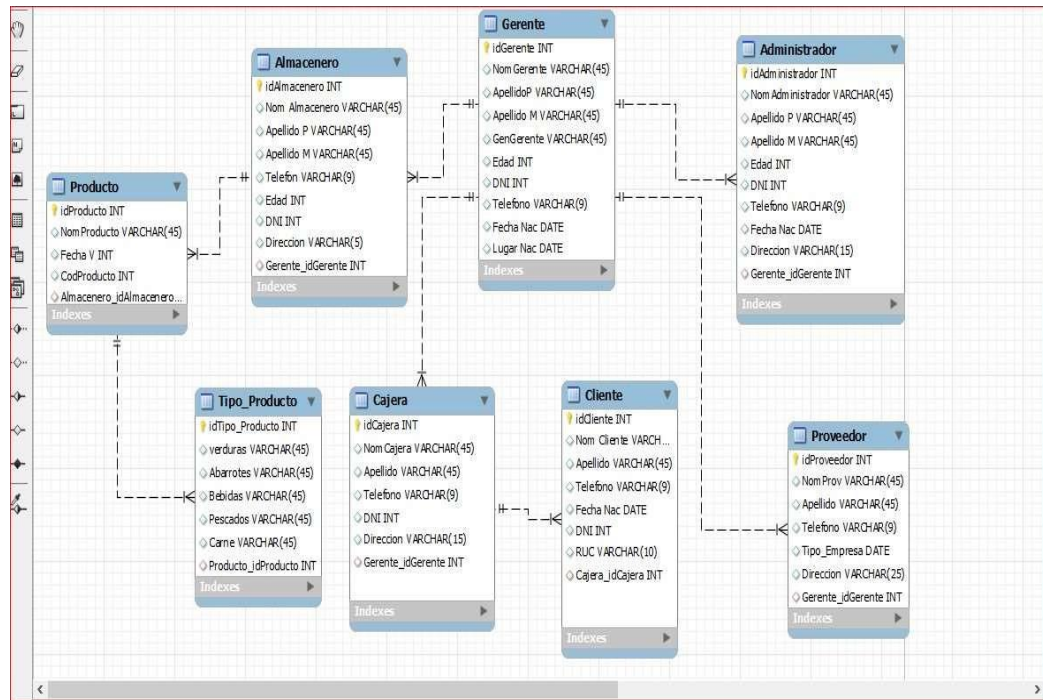 Gerente
idGerente INT
Nom Gerente VARCHAR(45)
ApellidoP VARCHAR(45)
Apellido M VARCHAR(45)
GenGerente VARCHAR(45)
Edad INT
DNI INT
Telefono VARCHAR(9)
Fecha Nac DATE
Lugar Nac DATE
Indexes
Almacenero
idAlmacenero INT
Nom Almacenero VARCHAR(45)
Apellido P VARCHAR(45)
Apellido M VARCHAR(45)
Telefon VARCHAR(9)
Edad INT
DNI INT
Direccion VARCHAR(5)
Gerente_idGerente INT
Indexes
Administrador
idAdministrador INT
Nom Administrador VARCHAR(45)
Apellido P VARCHAR(45)
Apellido M VARCHAR(45)
Edad INT
DNI INT
Telefono VARCHAR(9)
Fecha Nac DATE
Direccion VARCHAR(15)
Gerente_idGerente INT
Indexes
Producto
idProducto INT
Nom Producto VARCHAR(45)
Fecha V INT
CodProducto INT
Almacenero_idAlmacenero...
Indexes
Tipo_Producto
idTipo_Producto INT
verduras VARCHAR(45)
Abarrotes VARCHAR(45)
Bebidas VARCHAR(45)
Pescados VARCHAR(45)
Carne VARCHAR(45)
Producto_idProducto INT
Indexes
Cajera
idCajera INT
Nom Cajera VARCHAR(45)
Apellido VARCHAR(45)
Telefono VARCHAR(9)
DNI INT
Direccion VARCHAR(15)
Gerente_idGerente INT
Indexes
Cliente
idCliente INT
Nom Cliente VARCH...
Apellido VARCHAR(45)
Telefono VARCHAR(9)
Fecha Nac DATE
DNI INT
RUC VARCHAR(10)
Cajera_idCajera INT
Indexes
Proveedor
idProveedor INT
Nom Prov VARCHAR(45)
Apellido VARCHAR(45)
Telefono VARCHAR(9)
Tipo_Empresa DATE
Direccion VARCHAR(25)
Gerente_idGerente INT
Indexes